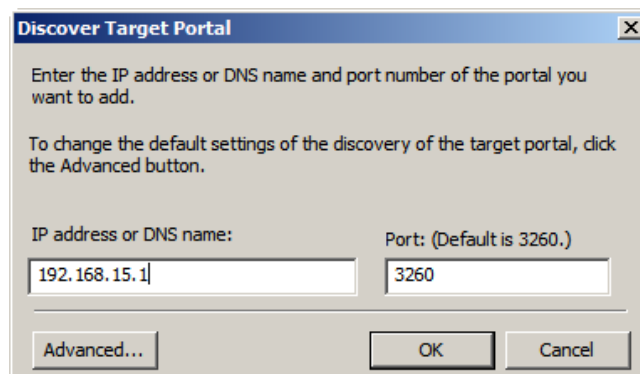 Discover Target Portal
Enter the IP address or DNS name and port number of the portal you
want to add.
To change the default settings of the discovery of the target portal, click
the Advanced button.
IP address or DNS name:
Port: (Default is 3260.)
192.168.15.1
3260
Advanced...
OK
Cancel